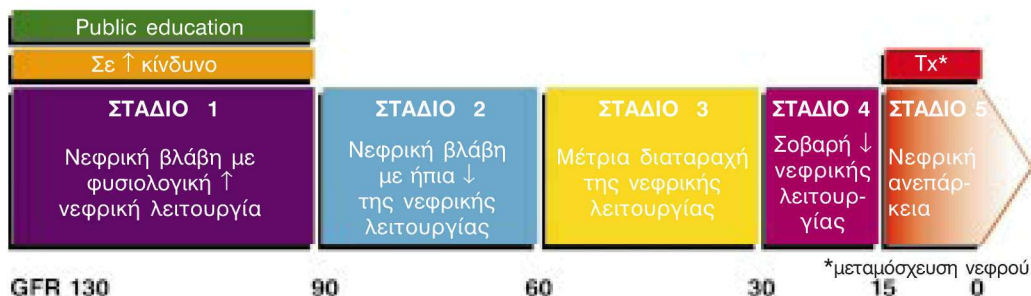 Public education
Σε ↑ κίνδυνο
Tx*
ΣΤΑΔΙΟ 1
Νεφρική βλάβη με
φυσιολογική ↑
νεφρική λειτουργία
ΣΤΑΔΙΟ 2
Νεφρική βλάβη
με ήπια ↓
της νεφρικής
λειτουργίας
ΣΤΑΔΙΟ 3
Μέτρια διαταραχή
της νεφρικής
λειτουργίας
ΣΤΑΔΙΟ 4
Σοβαρή ↓
νεφρικής
λειτουρ-
γίας
ΣΤΑΔΙΟ 5
Νεφρική
ανεπάρ-
κεια
*μεταμόσχευση νεφρού
GFR 130 90 60 30 15 0